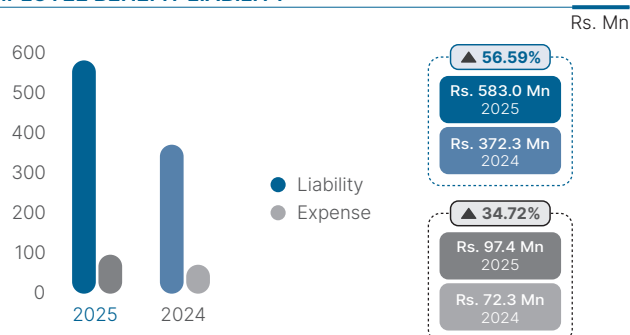 Rs. Mn
600
500
400
300
200
100
0
2025
2024
Liability
Expense
▲ 56.59%
Rs. 583.0 Mn
2025
Rs. 372.3 Mn
2024
▲ 34.72%
Rs. 97.4 Mn
2025
Rs. 72.3 Mn
2024